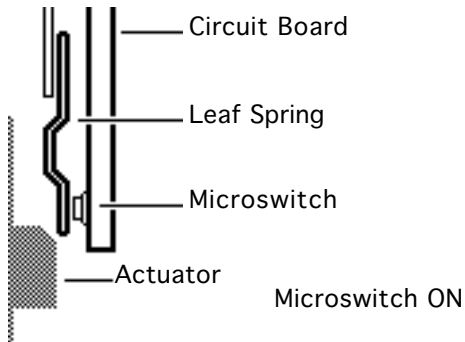 Circuit Board
Leaf Spring
Microswitch
Actuator
Microswitch ON